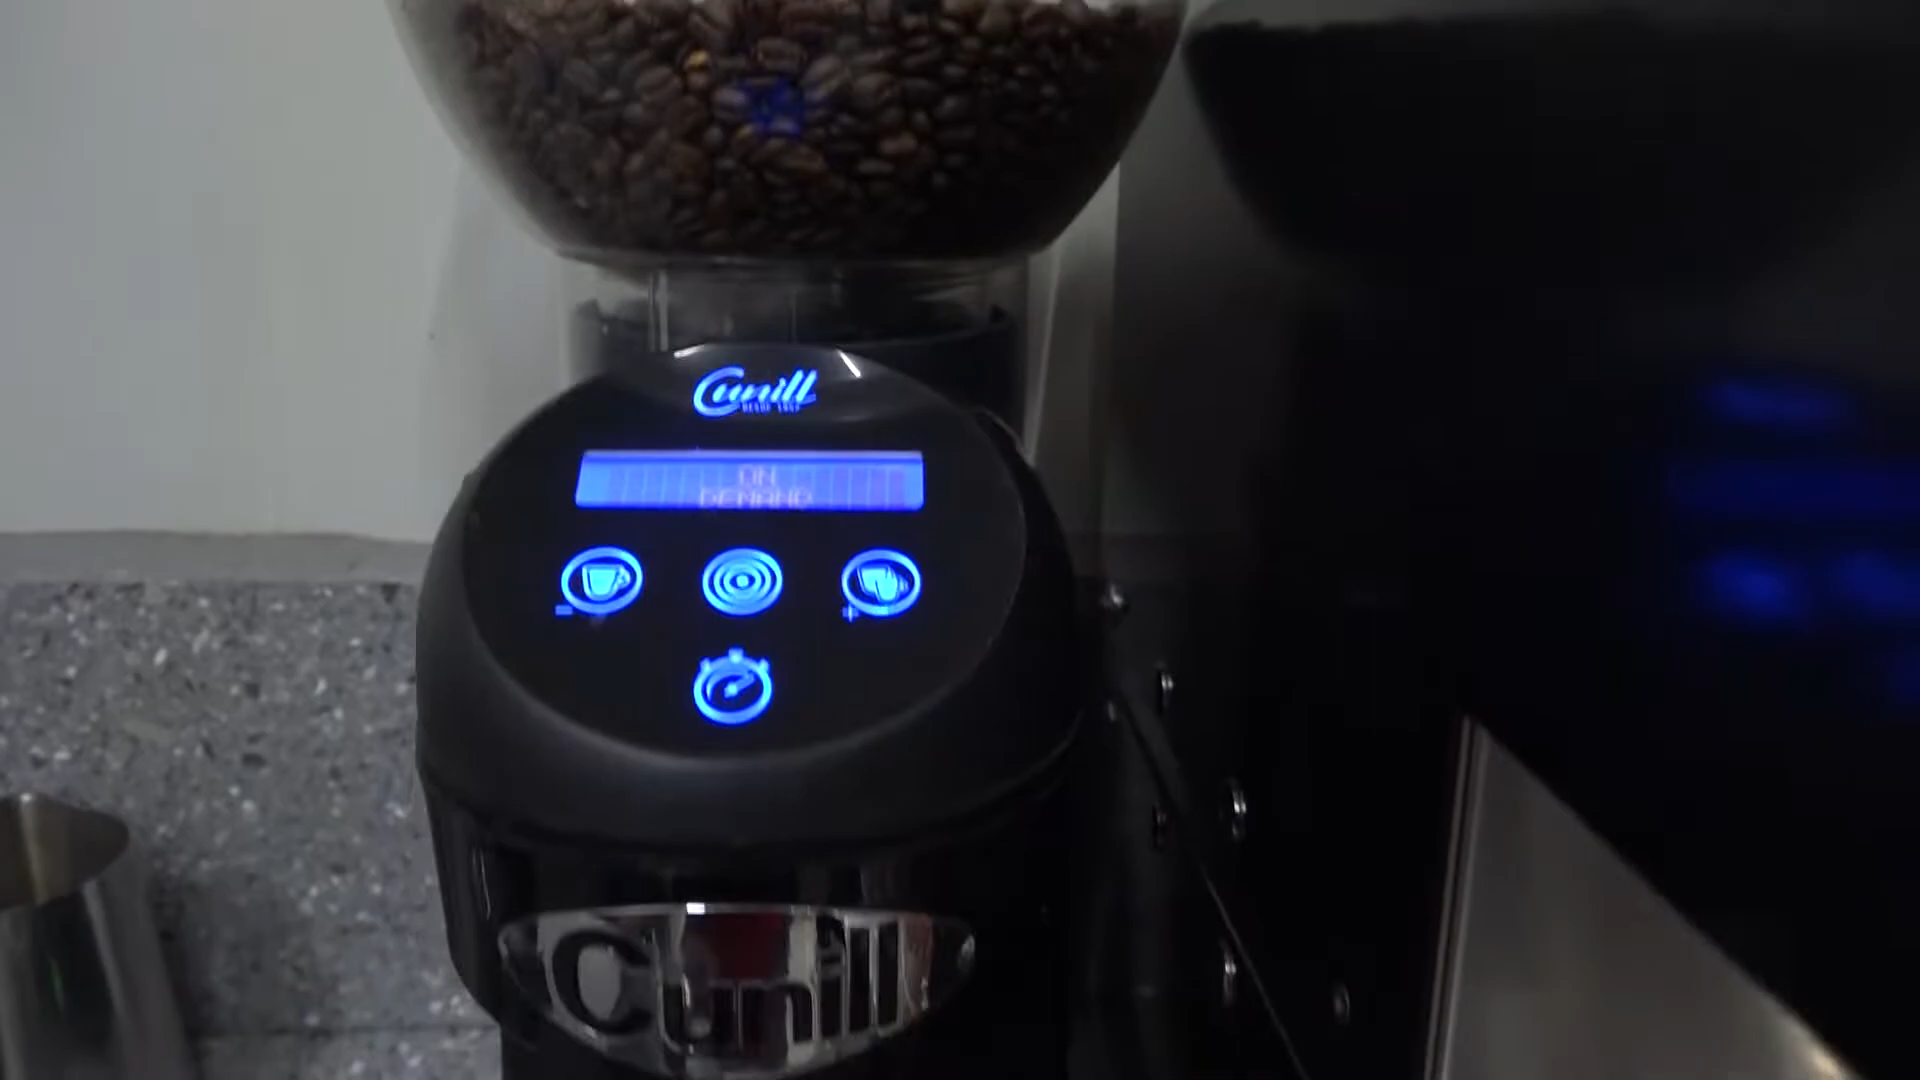 Cunill
ON
DEMAND
- +
Cunill